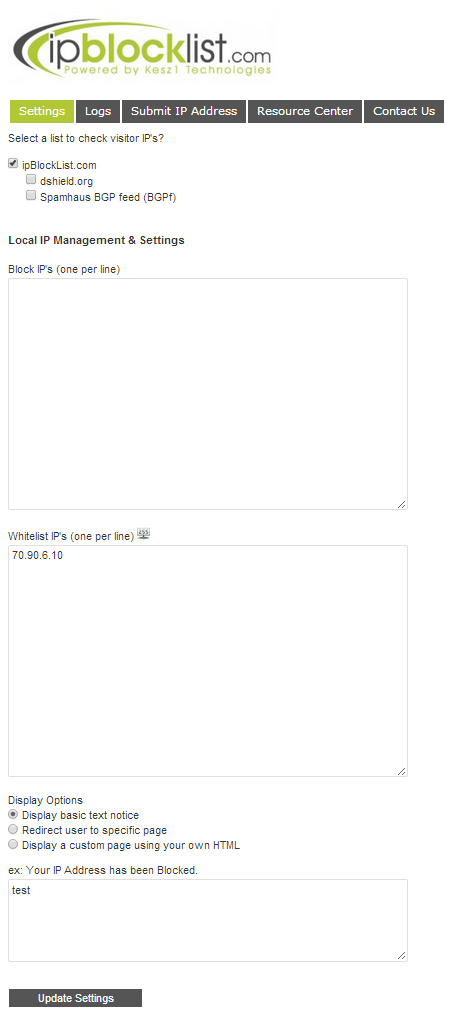 ipblocklist.com
Powered by Kesz1 Technologies
Settings Logs Submit IP Address Resource Center Contact Us
Select a list to check visitor IP's?
ipBlockList.com
dshield.org
Spamhaus BGP feed (BGPf)
Local IP Management & Settings
Block IP's (one per line)
Whitelist IP's (one per line)
70.90.6.10
Display Options
Display basic text notice
Redirect user to specific page
Display a custom page using your own HTML
ex: Your IP Address has been Blocked.
test
Update Settings